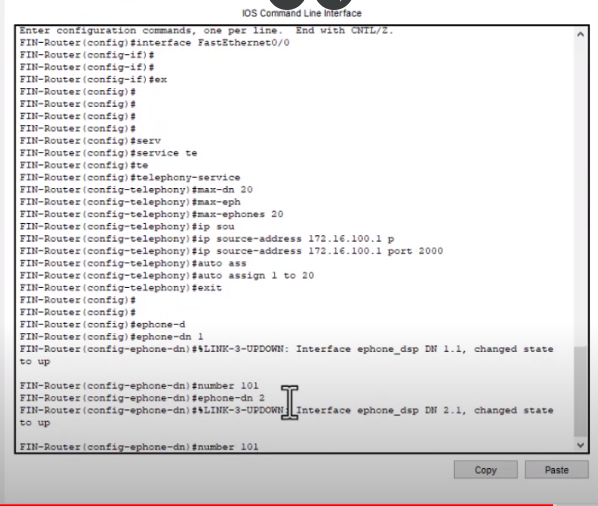 IOS Command Line Interface
Enter configuration commands, one per line. End with CNTL/Z.
FIN-Router(config)#interface FastEthernet0/0
FIN-Router(config-if)#
FIN-Router(config-if)#
FIN-Router(config-if)#ex
FIN-Router(config)#
FIN-Router(config)#
FIN-Router(config)#
FIN-Router(config)#
FIN-Router(config)#serv
FIN-Router(config)#service te
FIN-Router(config)#te
FIN-Router(config)#telephony-service
FIN-Router(config-telephony)#max-dn 20
FIN-Router(config-telephony)#max-eph
FIN-Router(config-telephony)#max-ephones 20
FIN-Router(config-telephony)#ip sou
FIN-Router(config-telephony)#ip source-address 172.16.100.1 p
FIN-Router(config-telephony)#ip source-address 172.16.100.1 port 2000
FIN-Router(config-telephony)#auto ass
FIN-Router(config-telephony)#auto assign 1 to 20
FIN-Router(config-telephony)#exit
FIN-Router(config)#
FIN-Router(config)#
FIN-Router(config)#ephone-d
FIN-Router(config)#ephone-dn 1
FIN-Router(config-ephone-dn)#%LINK-3-UPDOWN: Interface ephone_dsp DN 1.1, changed state
to up
FIN-Router(config-ephone-dn)#number 101
FIN-Router(config-ephone-dn)#ephone-dn 2
FIN-Router(config-ephone-dn)#%LINK-3-UPDOWN: Interface ephone_dsp DN 2.1, changed state
to up
FIN-Router(config-ephone-dn)#number 101
Copy Paste